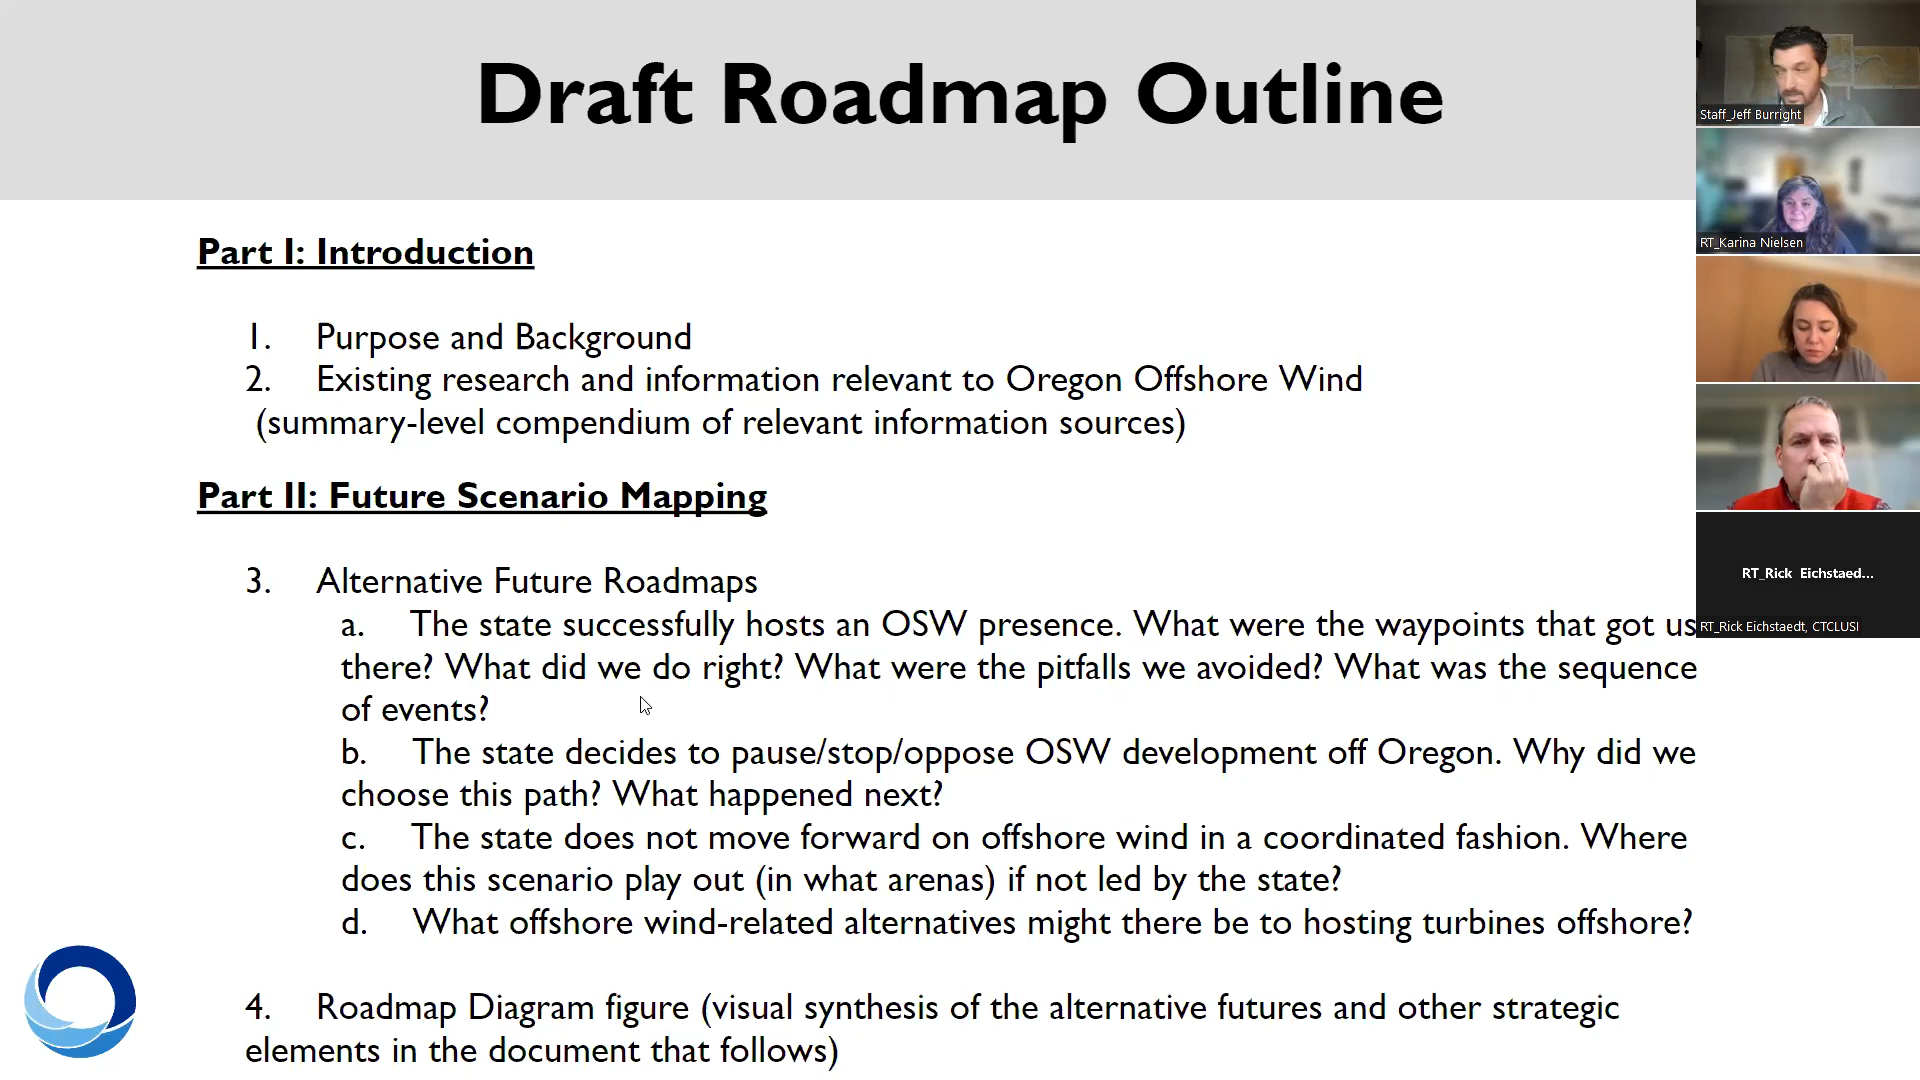 Draft Roadmap Outline
Part I: Introduction
1. Purpose and Background
2. Existing research and information relevant to Oregon Offshore Wind
(summary-level compendium of relevant information sources)
Part II: Future Scenario Mapping
3. Alternative Future Roadmaps
a. The state successfully hosts an OSW presence. What were the waypoints that got us
there? What did we do right? What were the pitfalls we avoided? What was the sequence
of events?
b. The state decides to pause/stop/oppose OSW development off Oregon. Why did we
choose this path? What happened next?
c. The state does not move forward on offshore wind in a coordinated fashion. Where
does this scenario play out (in what arenas) if not led by the state?
d. What offshore wind-related alternatives might there be to hosting turbines offshore?
4. Roadmap Diagram figure (visual synthesis of the alternative futures and other strategic
elements in the document that follows)
Staff_Jeff Burright
RT_Karina Nielsen
RT_Rick Eichstaed...
RT_Rick Eichstaedt, CTCLUSI